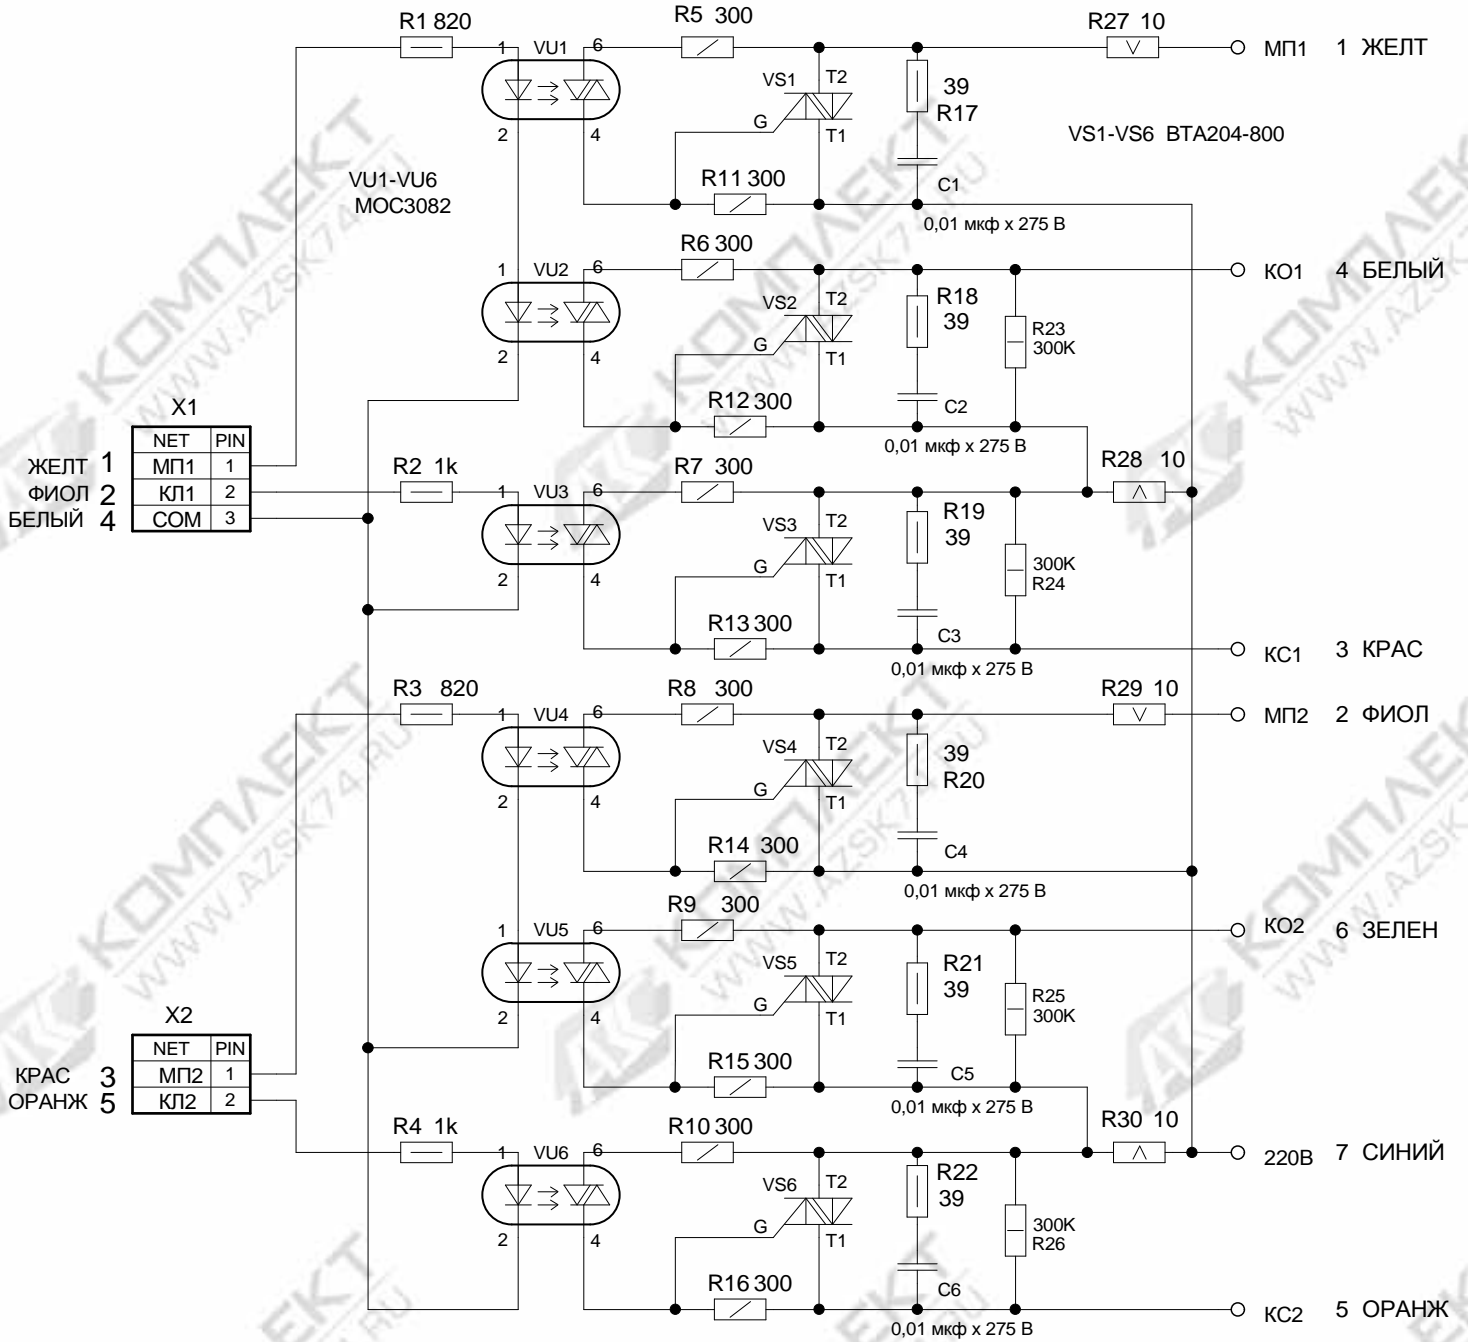 R1 820
R5 300
R27 10
1 VU1 6
МП1 1 ЖЕЛТ
VS1 T2
39
R17
G
T1
2 4
VS1-VS6 BTA204-800
VU1-VU6
MOC3082
R11 300
C1
0,01 мкф х 275 В
R6 300
1 VU2 6
КО1 4 БЕЛЫЙ
VS2 T2
R18
39
R23
300K
G
T1
2 4
R12 300
C2
0,01 мкф х 275 В
X1
NET PIN
ЖЕЛТ 1 МП1 1
ФИОЛ 2 КЛ1 2
БЕЛЫЙ 4 COM 3
R2 1k
R7 300
R28 10
1 VU3 6
VS3 T2
R19
39
300K
R24
G
T1
2 4
R13 300
C3
0,01 мкф х 275 В
КС1 3 КРАС
R3 820
R8 300
R29 10
1 VU4 6
МП2 2 ФИОЛ
VS4 T2
39
R20
G
T1
2 4
R14 300
C4
0,01 мкф х 275 В
R9 300
1 VU5 6
КО2 6 ЗЕЛЕН
VS5 T2
R21
39
R25
300K
G
T1
2 4
R15 300
C5
0,01 мкф х 275 В
X2
NET PIN
КРАС 3 МП2 1
ОРАНЖ 5 КЛ2 2
R4 1k
R10 300
R30 10
1 VU6 6
220В 7 СИНИЙ
VS6 T2
R22
39
300K
R26
G
T1
2 4
R16 300
C6
0,01 мкф х 275 В
КС2 5 ОРАНЖ
КОМПЛЕКТ
WWW.AZSK74.RU